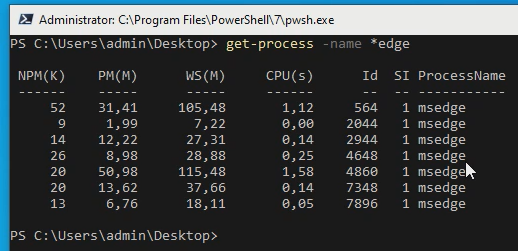 Administrator: C:\Program Files\PowerShell\7\pwsh.exe
PS C:\Users\admin\Desktop> get-process -name *edge
NPM(K) PM(M) WS(M) CPU(s) Id SI ProcessName
------ ----- ----- ------ -- -- -----------
52 31,41 105,48 1,12 564 1 msedge
9 1,99 7,22 0,00 2044 1 msedge
14 12,22 27,31 0,14 2944 1 msedge
26 8,98 28,88 0,25 4648 1 msedge
20 50,98 115,48 1,58 4860 1 msedge
20 13,62 37,66 0,14 7348 1 msedge
13 6,76 18,11 0,05 7896 1 msedge
PS C:\Users\admin\Desktop>